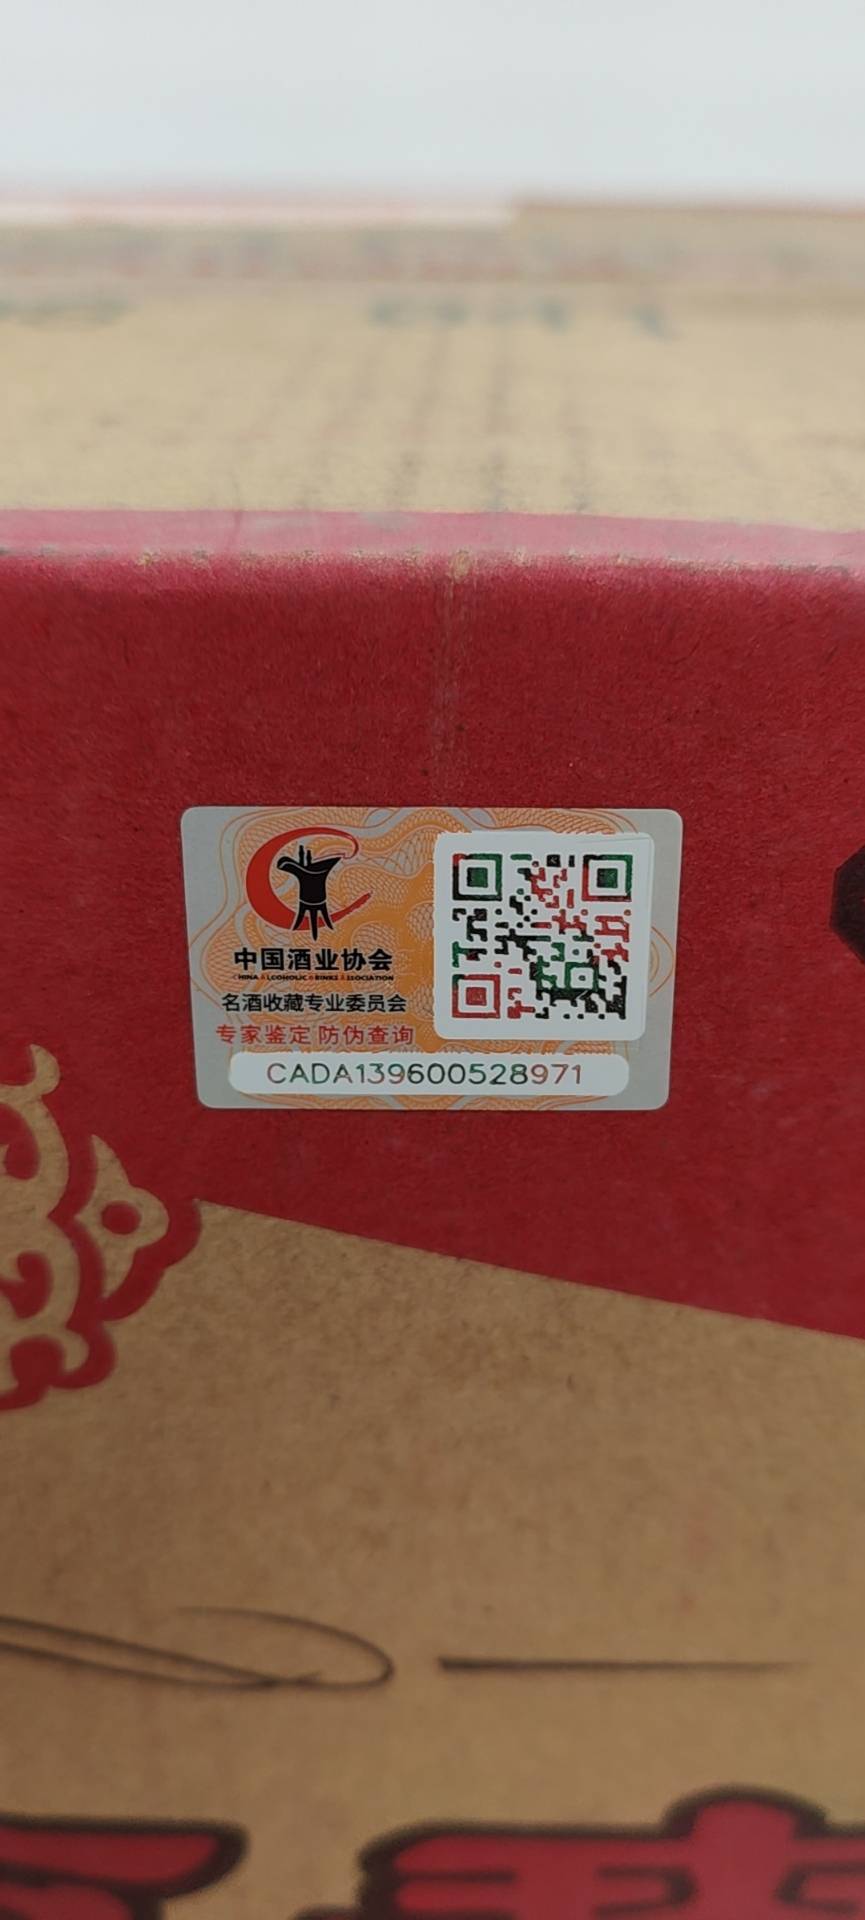 中国酒业协会
CHINA ALCOHOLIC DRINKS ASSOCIATION
名酒收藏专业委员会
专家鉴定 防伪查询
CADA139600528971